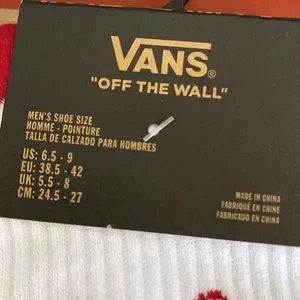 VANS®
"OFF THE WALL"
MEN'S SHOE SIZE
HOMME - POINTURE
TALLA DE CALZADO PARA HOMBRES
US: 6.5 - 9
EU: 38.5 - 42
UK: 5.5 - 8
CM: 24.5 - 27
MADE IN CHINA
FABRIQUÉ EN CHINE
FABRICADO EN CHINA